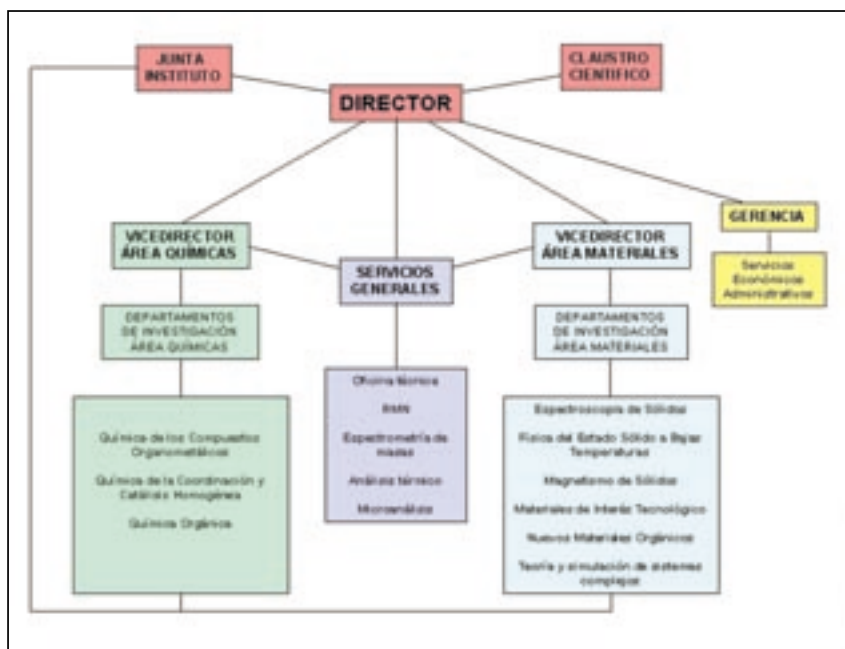 JUNTA
INSTITUTO
CLAUSTRO
CIENTÍFICO
DIRECTOR
VICEDIRECTOR
ÁREA QUÍMICAS
SERVICIOS
GENERALES
VICEDIRECTOR
ÁREA MATERIALES
GERENCIA
Servicios
Económicos
Administrativos
DEPARTAMENTOS
DE INVESTIGACIÓN
ÁREA QUÍMICAS
DEPARTAMENTOS
DE INVESTIGACIÓN
ÁREA MATERIALES
Química de los Compuestos
Organometálicos
Química de la Coordinación y
Catálisis Homogénea
Química Orgánica
Oficina técnica
RMN
Espectrometría de
masas
Análisis térmico
Microanálisis
Espectroscopia de Sólidos
Física del Estado Sólido a Bajas
Temperaturas
Magnetismo de Sólidos
Materiales de Interés Tecnológico
Nuevos Materiales Orgánicos
Teoría y simulación de sistemas
complejos